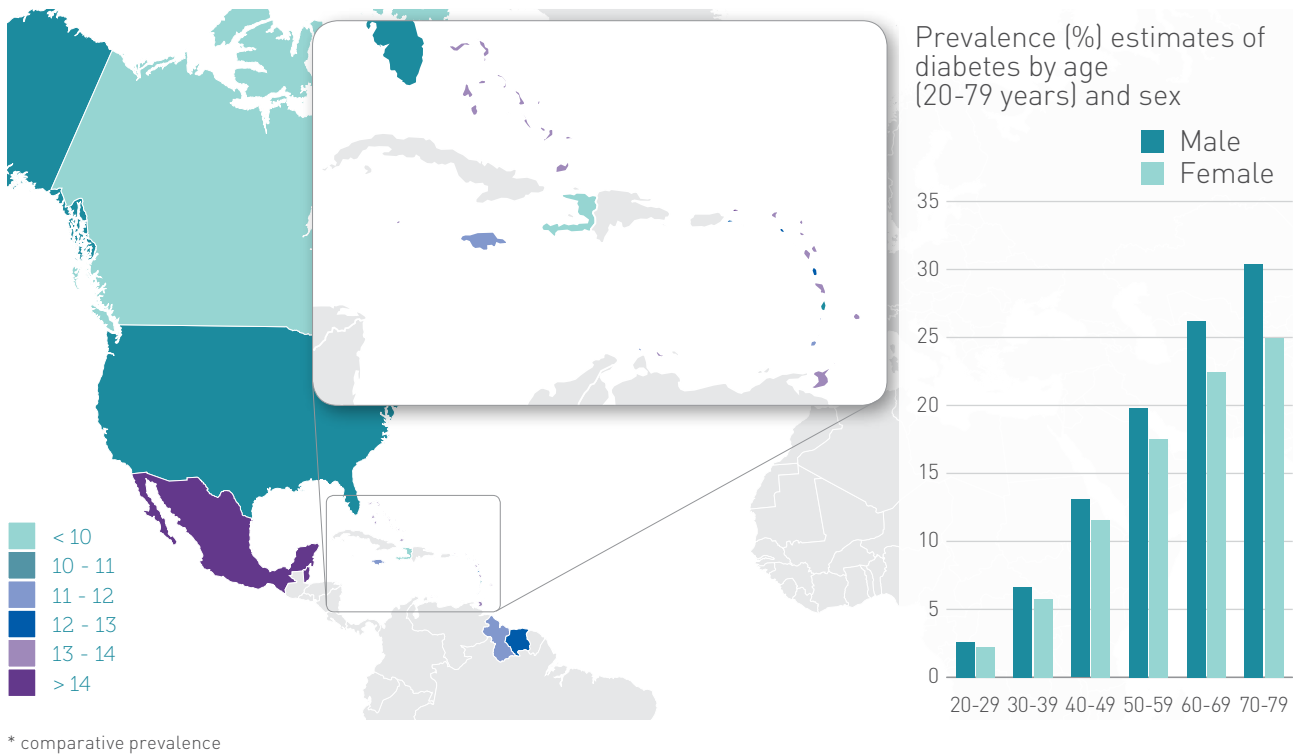 Prevalence (%) estimates of
diabetes by age
(20-79 years) and sex
Male
Female
35
30
25
20
15
10
5
0
20-29 30-39 40-49 50-59 60-69 70-79
< 10
10 - 11
11 - 12
12 - 13
13 - 14
> 14
* comparative prevalence